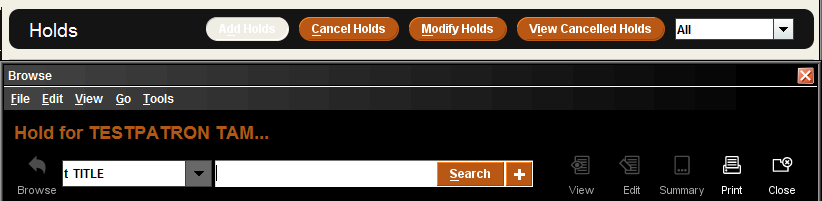 Holds Add Holds Cancel Holds Modify Holds View Cancelled Holds All
Browse
File Edit View Go Tools
Hold for TESTPATRON TAM...
t TITLE Search +
Browse View Edit Summary Print Close